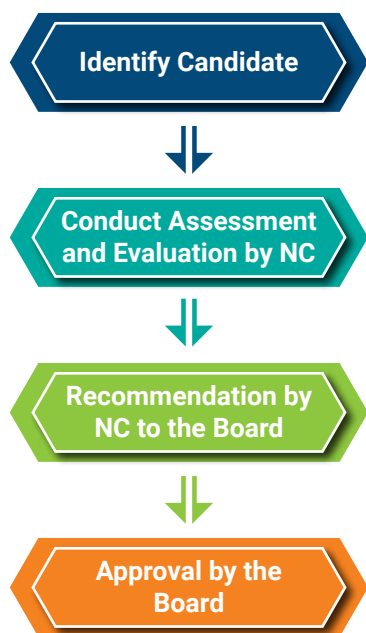 Identify Candidate
Conduct Assessment
and Evaluation by NC
Recommendation by
NC to the Board
Approval by the
Board